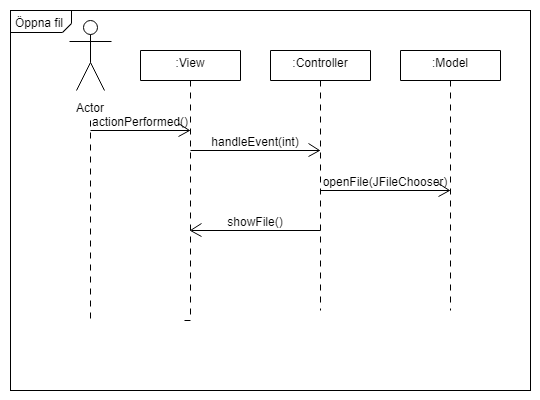 Öppna fil
:View
:Controller
:Model
Actor
actionPerformed()
handleEvent(int)
openFile(JFileChooser)
showFile()